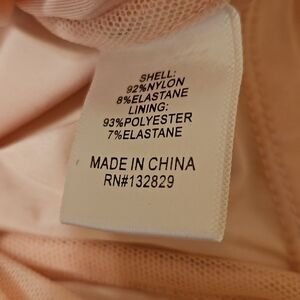 SHELL:
92%NYLON
8%ELASTANE
LINING:
93%POLYESTER
7%ELASTANE
MADE IN CHINA
RN#132829